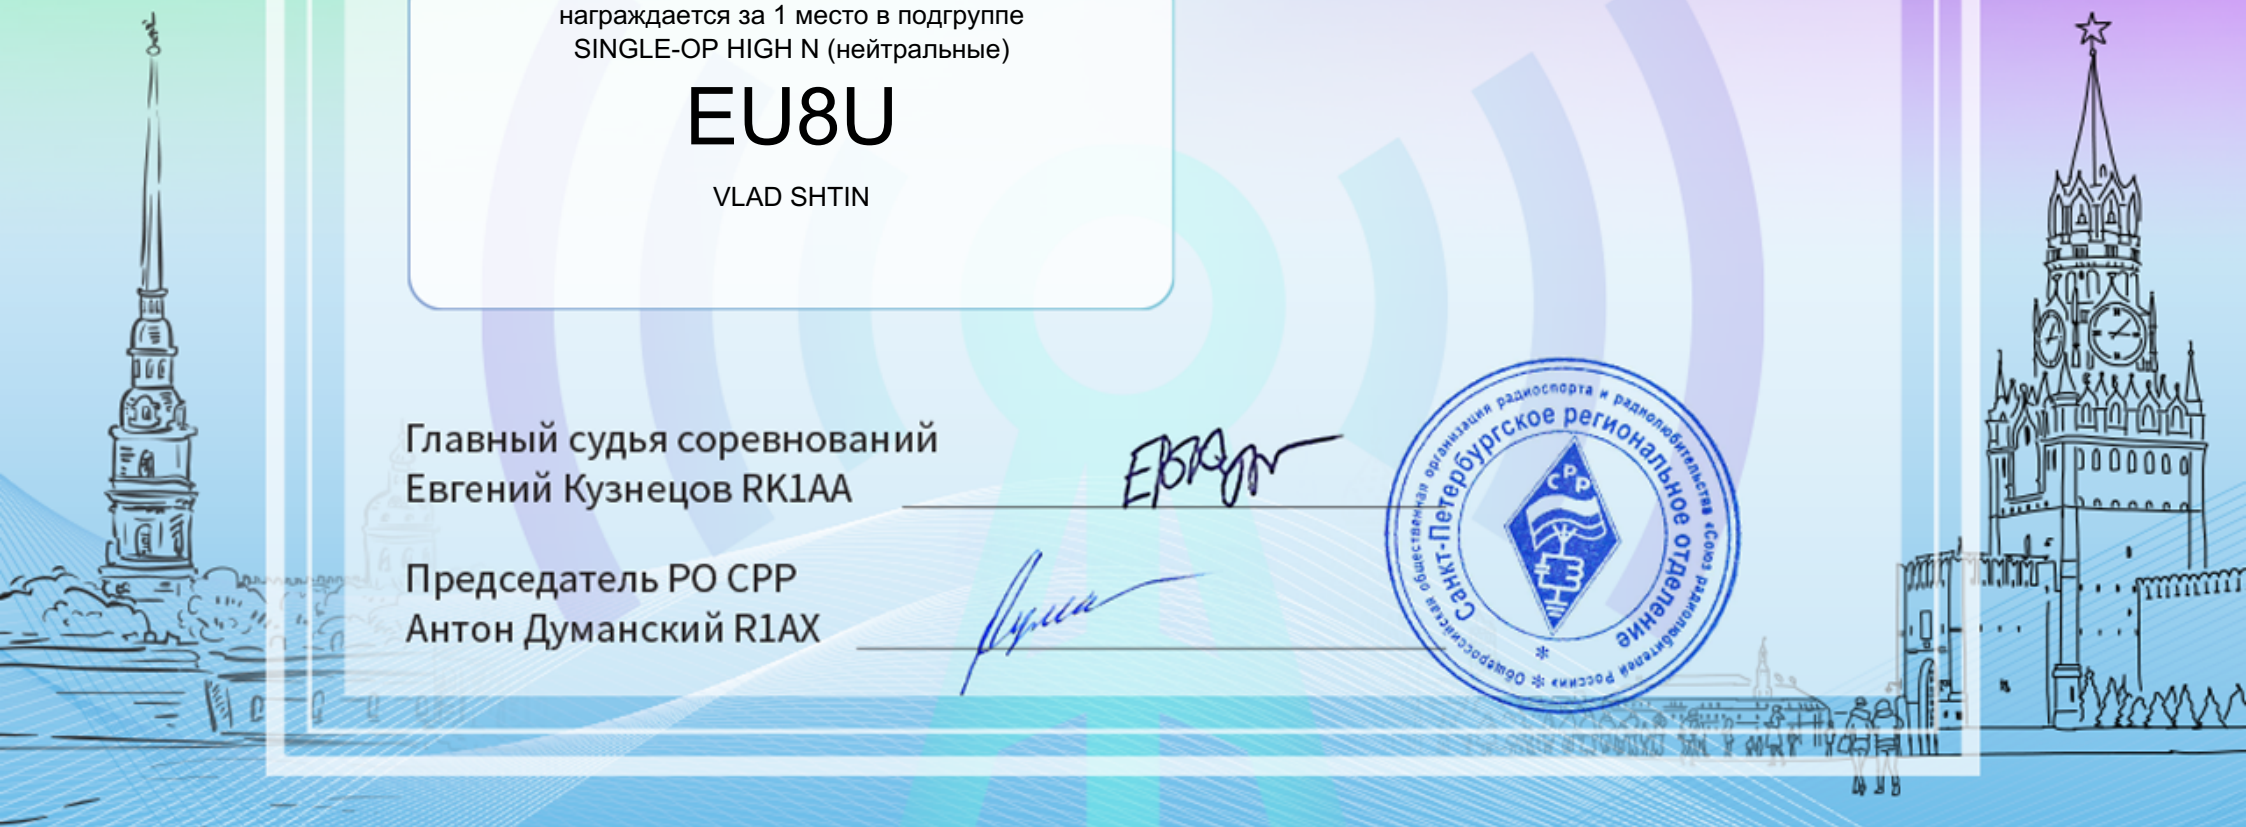 награждается за 1 место в подгруппе
SINGLE-OP HIGH N (нейтральные)
EU8U
VLAD SHTIN
Главный судья соревнований
Евгений Кузнецов RK1AA
Председатель РО СРР
Антон Думанский R1AX
Общероссийская общественная организация радиоспорта и радиолюбительства «Союз радиолюбителей России»
Санкт-Петербургское региональное отделение
СРР